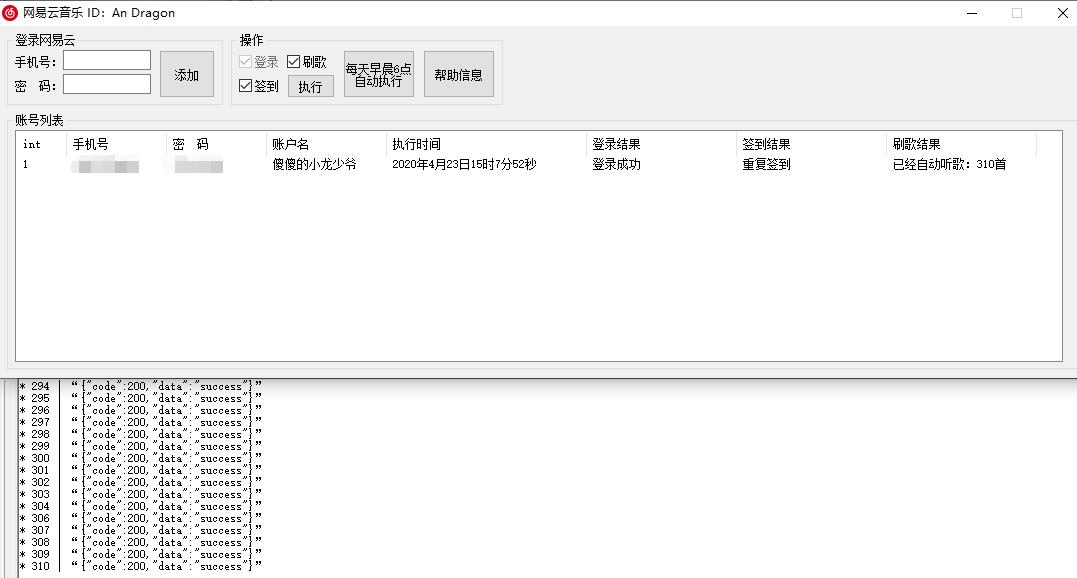 网易云音乐 ID：An Dragon
登录网易云
手机号：
密　码：
添加
操作
登录 刷歌
签到 执行
每天早晨6点
自动执行
帮助信息
账号列表
int 手机号 密　码 账户名 执行时间 登录结果 签到结果 刷歌结果
1 傻傻的小龙少爷 2020年4月23日15时7分52秒 登录成功 重复签到 已经自动听歌：310首
* 294 “{"code":200,"data":"success"}”
* 295 “{"code":200,"data":"success"}”
* 296 “{"code":200,"data":"success"}”
* 297 “{"code":200,"data":"success"}”
* 298 “{"code":200,"data":"success"}”
* 299 “{"code":200,"data":"success"}”
* 300 “{"code":200,"data":"success"}”
* 301 “{"code":200,"data":"success"}”
* 302 “{"code":200,"data":"success"}”
* 303 “{"code":200,"data":"success"}”
* 304 “{"code":200,"data":"success"}”
* 306 “{"code":200,"data":"success"}”
* 307 “{"code":200,"data":"success"}”
* 308 “{"code":200,"data":"success"}”
* 309 “{"code":200,"data":"success"}”
* 310 “{"code":200,"data":"success"}”